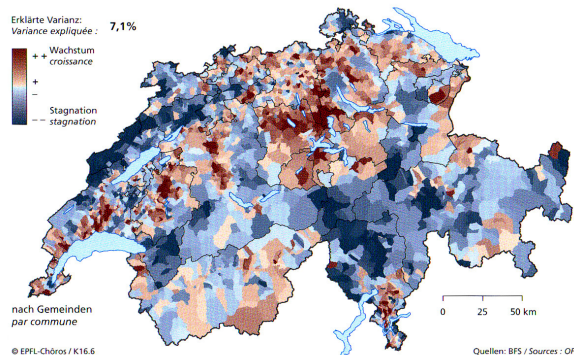 Erklärte Varianz:
Variance expliquée : 7,1%
+ + Wachstum
croissance
+
–
Stagnation
– – stagnation
nach Gemeinden
par commune
0 25 50 km
© EPFL-Chôros / K16.6
Quellen: BFS / Sources : OF